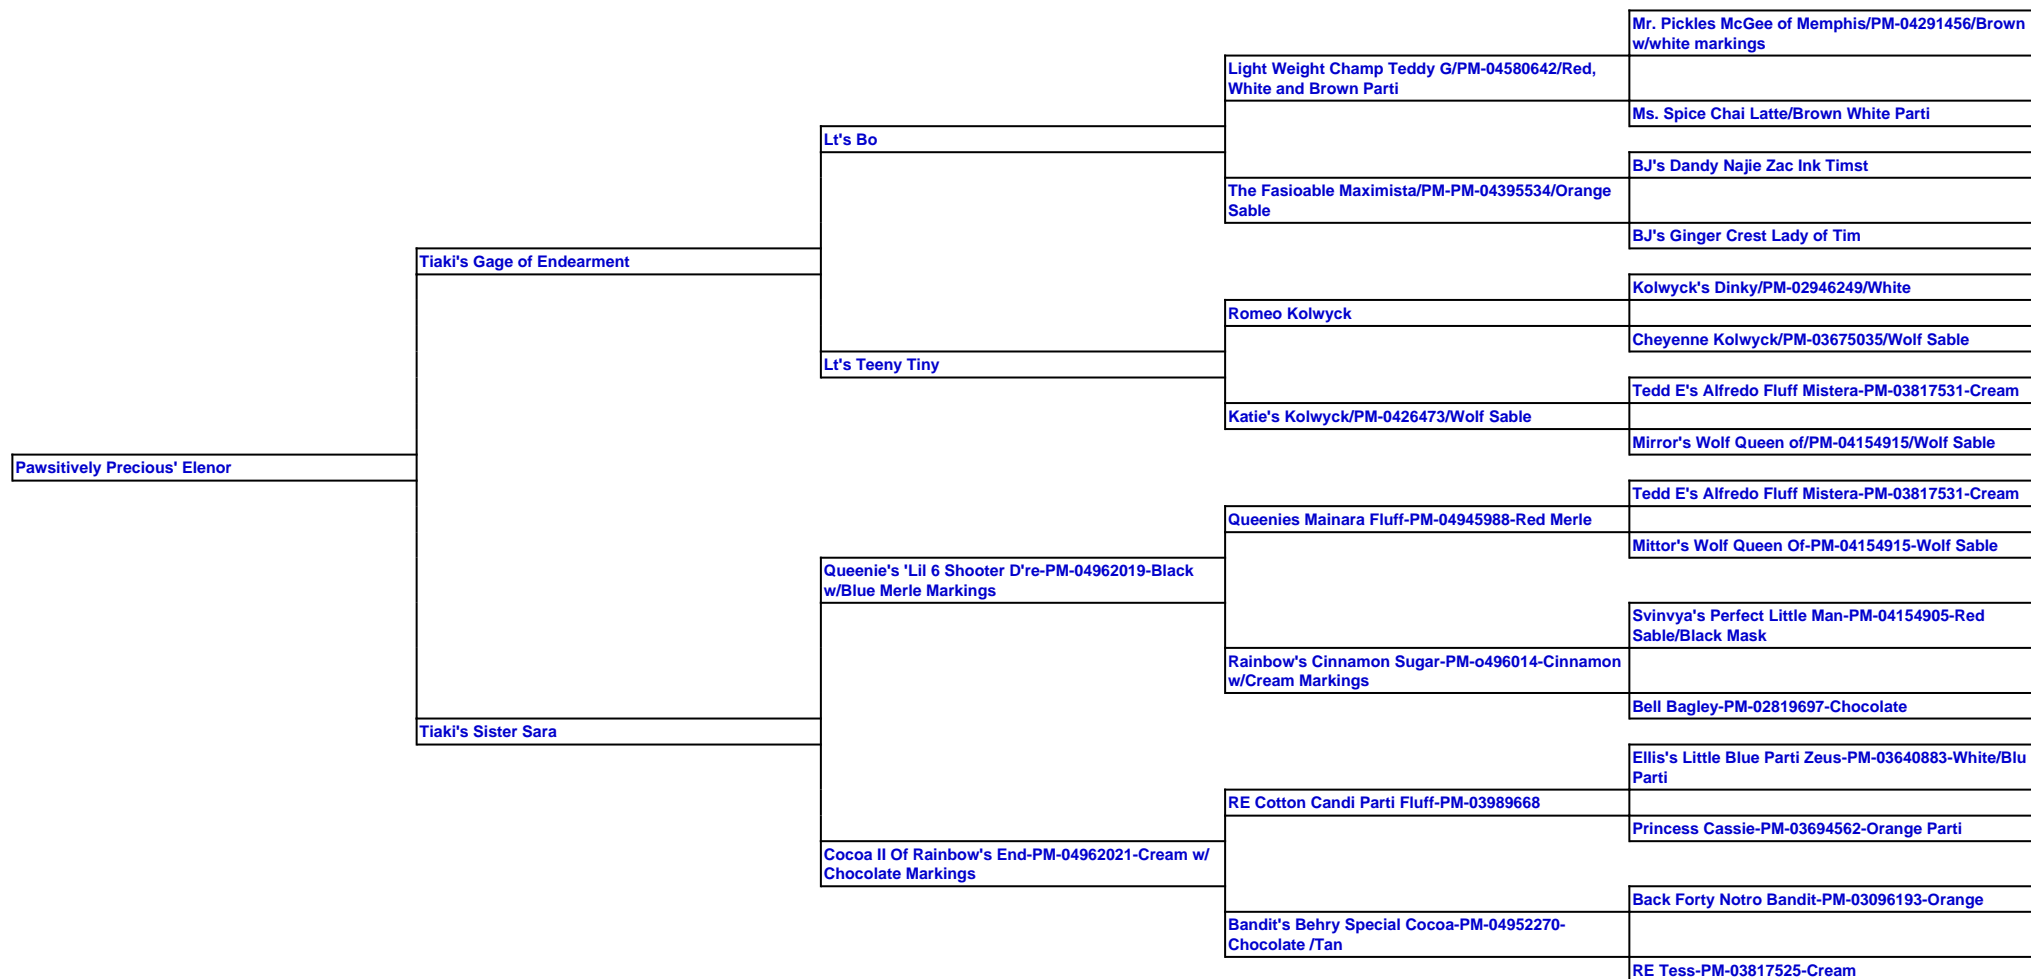 Mr. Pickles McGee of Memphis/PM-04291456/Brown
w/white markings
Light Weight Champ Teddy G/PM-04580642/Red,
White and Brown Parti
Ms. Spice Chai Latte/Brown White Parti
Lt's Bo
BJ's Dandy Najie Zac Ink Timst
The Fasioable Maximista/PM-PM-04395534/Orange
Sable
BJ's Ginger Crest Lady of Tim
Tiaki's Gage of Endearment
Kolwyck's Dinky/PM-02946249/White
Romeo Kolwyck
Cheyenne Kolwyck/PM-03675035/Wolf Sable
Lt's Teeny Tiny
Tedd E's Alfredo Fluff Mistera-PM-03817531-Cream
Katie's Kolwyck/PM-0426473/Wolf Sable
Mirror's Wolf Queen of/PM-04154915/Wolf Sable
Pawsitively Precious' Elenor
Tedd E's Alfredo Fluff Mistera-PM-03817531-Cream
Queenies Mainara Fluff-PM-04945988-Red Merle
Mittor's Wolf Queen Of-PM-04154915-Wolf Sable
Queenie's 'Lil 6 Shooter D're-PM-04962019-Black
w/Blue Merle Markings
Svinvya's Perfect Little Man-PM-04154905-Red
Sable/Black Mask
Rainbow's Cinnamon Sugar-PM-o496014-Cinnamon
w/Cream Markings
Bell Bagley-PM-02819697-Chocolate
Tiaki's Sister Sara
Ellis's Little Blue Parti Zeus-PM-03640883-White/Blu
Parti
RE Cotton Candi Parti Fluff-PM-03989668
Princess Cassie-PM-03694562-Orange Parti
Cocoa II Of Rainbow's End-PM-04962021-Cream w/
Chocolate Markings
Back Forty Notro Bandit-PM-03096193-Orange
Bandit's Behry Special Cocoa-PM-04952270-
Chocolate /Tan
RE Tess-PM-03817525-Cream